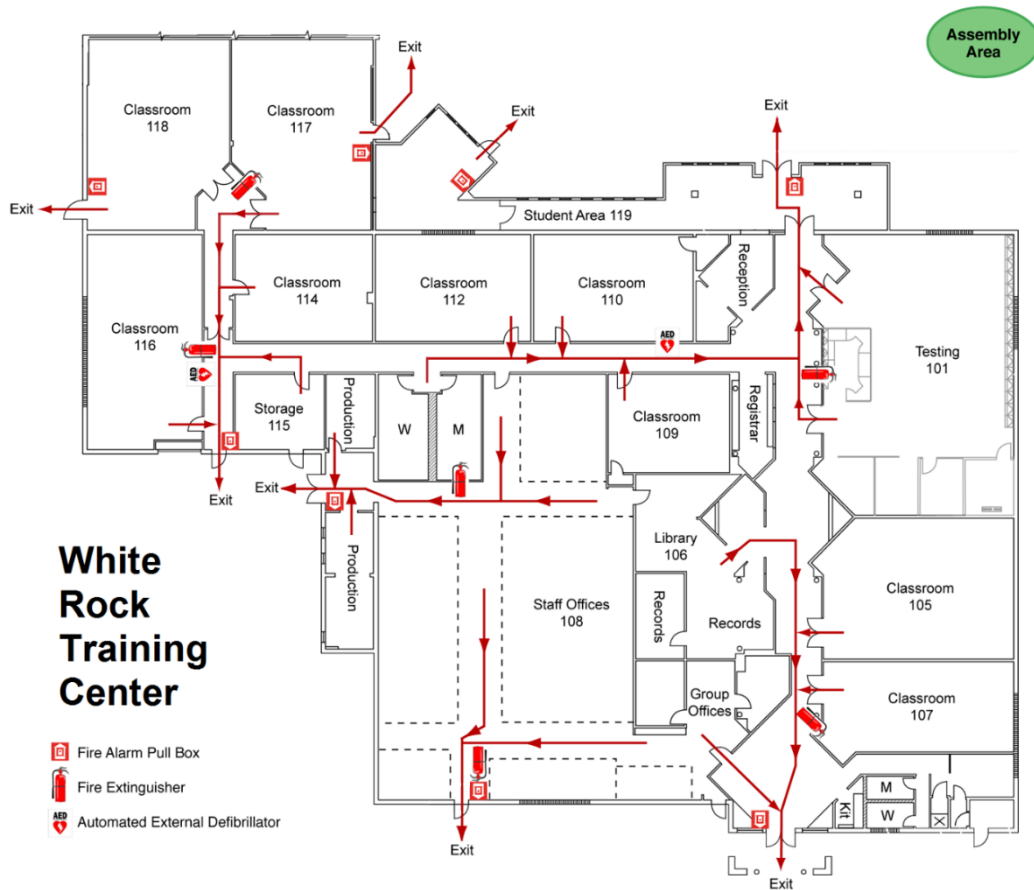 Assembly
Area
Exit
Exit
Exit
Classroom
118
Classroom
117
Exit
Student Area 119
Classroom
114
Classroom
112
Classroom
110
Reception
Classroom
116
AED
Testing
101
AED
Storage
115
Production
W
M
Classroom
109
Registrar
Exit
Exit
Library
106
Production
White
Rock
Training
Center
Staff Offices
108
Records
Records
Classroom
105
Group
Offices
Classroom
107
Fire Alarm Pull Box
Fire Extinguisher
AED
Automated External Defibrillator
Kit
M
W
X
Exit
Exit